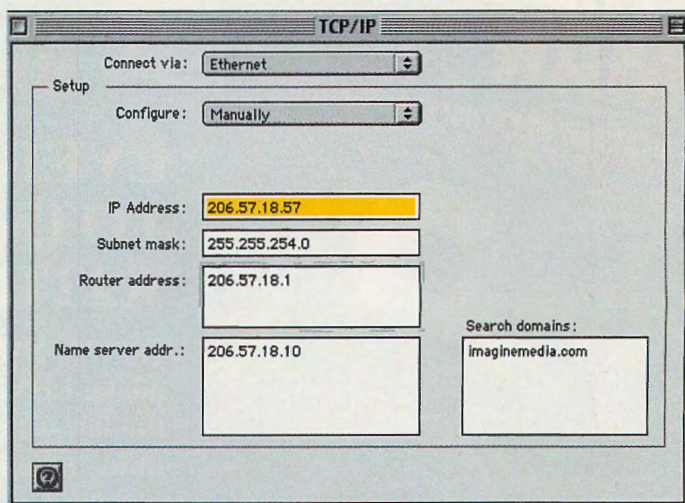 TCP/IP
Connect via: Ethernet
Setup
Configure: Manually
IP Address: 206.57.18.57
Subnet mask: 255.255.254.0
Router address: 206.57.18.1
Search domains:
Name server addr.: 206.57.18.10
imaginemedia.com
?